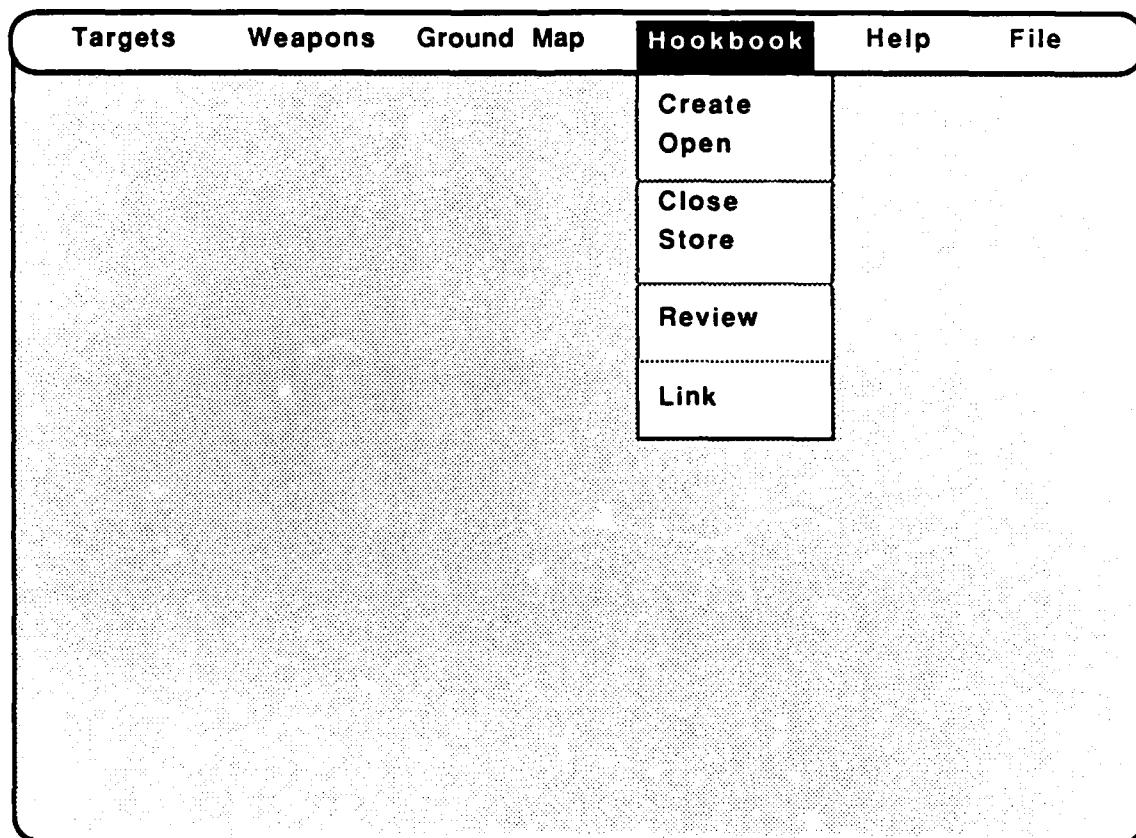 Targets Weapons Ground Map Hookbook Help File
Create
Open
Close
Store
Review
Link